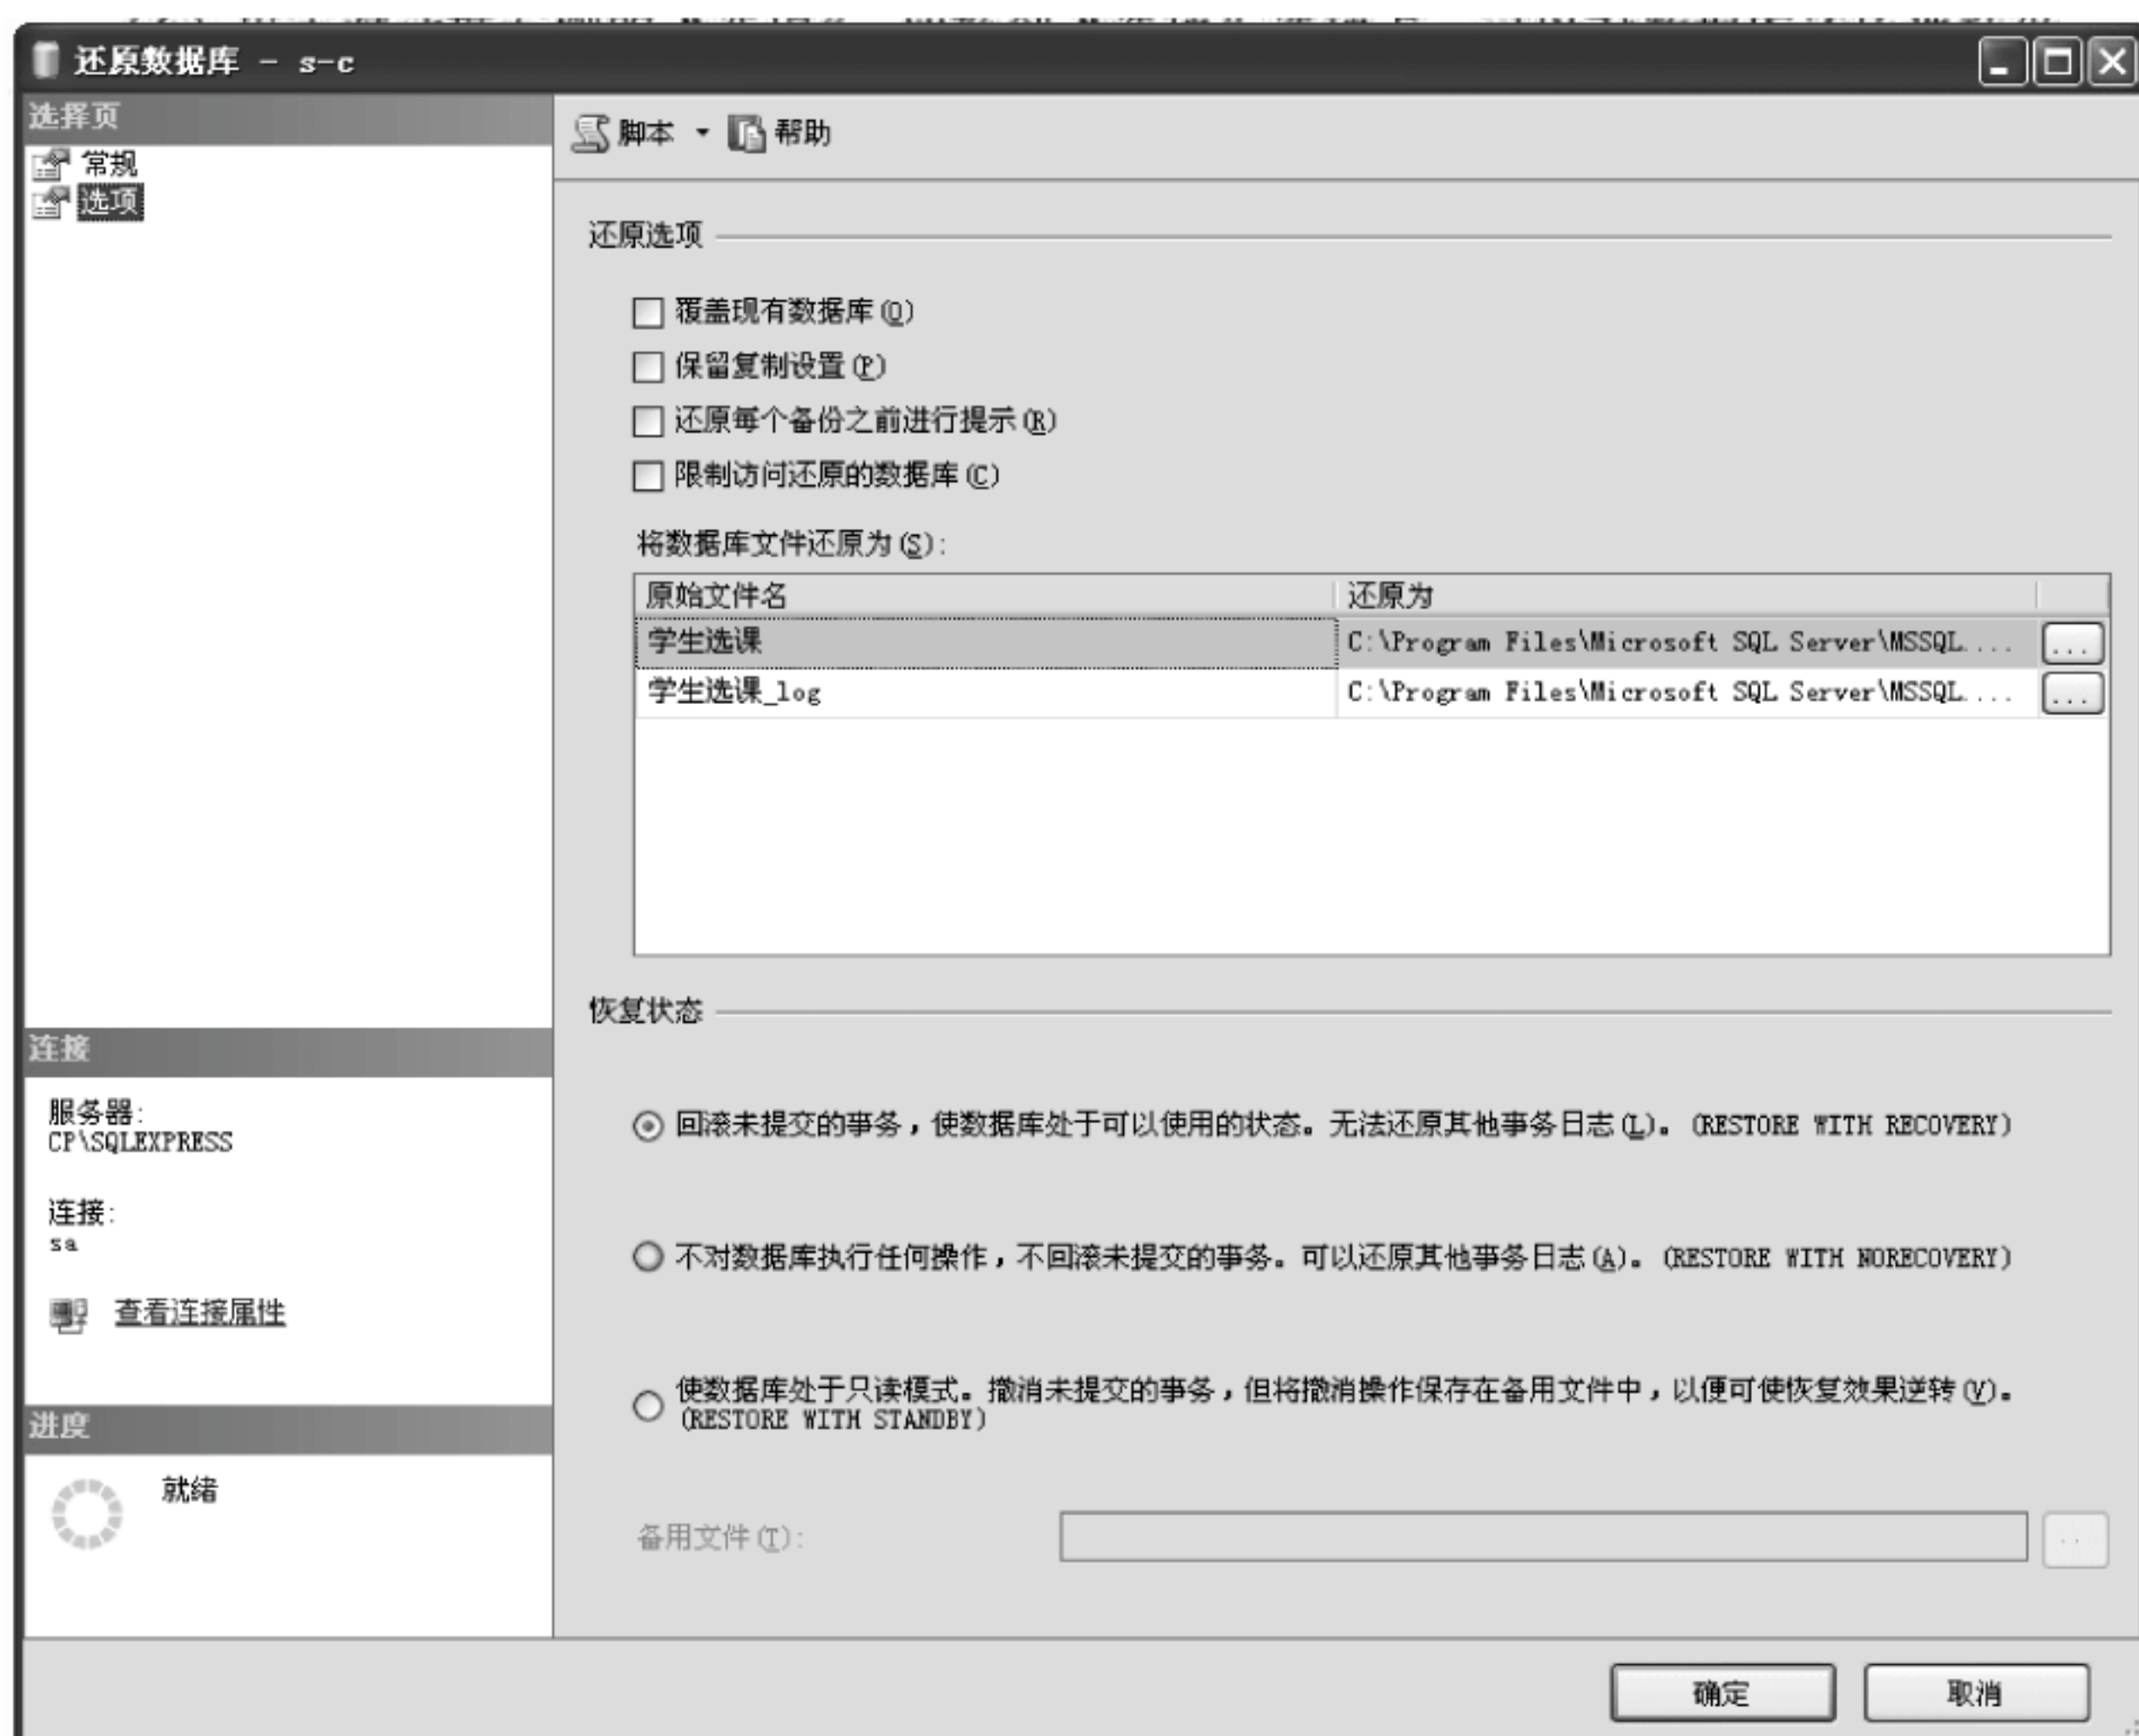 还原数据库 - s-c
选择页
常规
选项
脚本 帮助
还原选项
覆盖现有数据库(O)
保留复制设置(P)
还原每个备份之前进行提示(R)
限制访问还原的数据库(C)
将数据库文件还原为(S):
原始文件名 还原为
学生选课 C:\Program Files\Microsoft SQL Server\MSSQL.... ...
学生选课_log C:\Program Files\Microsoft SQL Server\MSSQL.... ...
恢复状态
回滚未提交的事务，使数据库处于可以使用的状态。无法还原其他事务日志(L)。(RESTORE WITH RECOVERY)
不对数据库执行任何操作，不回滚未提交的事务。可以还原其他事务日志(A)。(RESTORE WITH NORECOVERY)
使数据库处于只读模式。撤消未提交的事务，但将撤消操作保存在备用文件中，以便可使恢复效果逆转(V)。
(RESTORE WITH STANDBY)
备用文件(T):
连接
服务器:
CP\SQLEXPRESS
连接:
sa
查看连接属性
进度
就绪
确定 取消